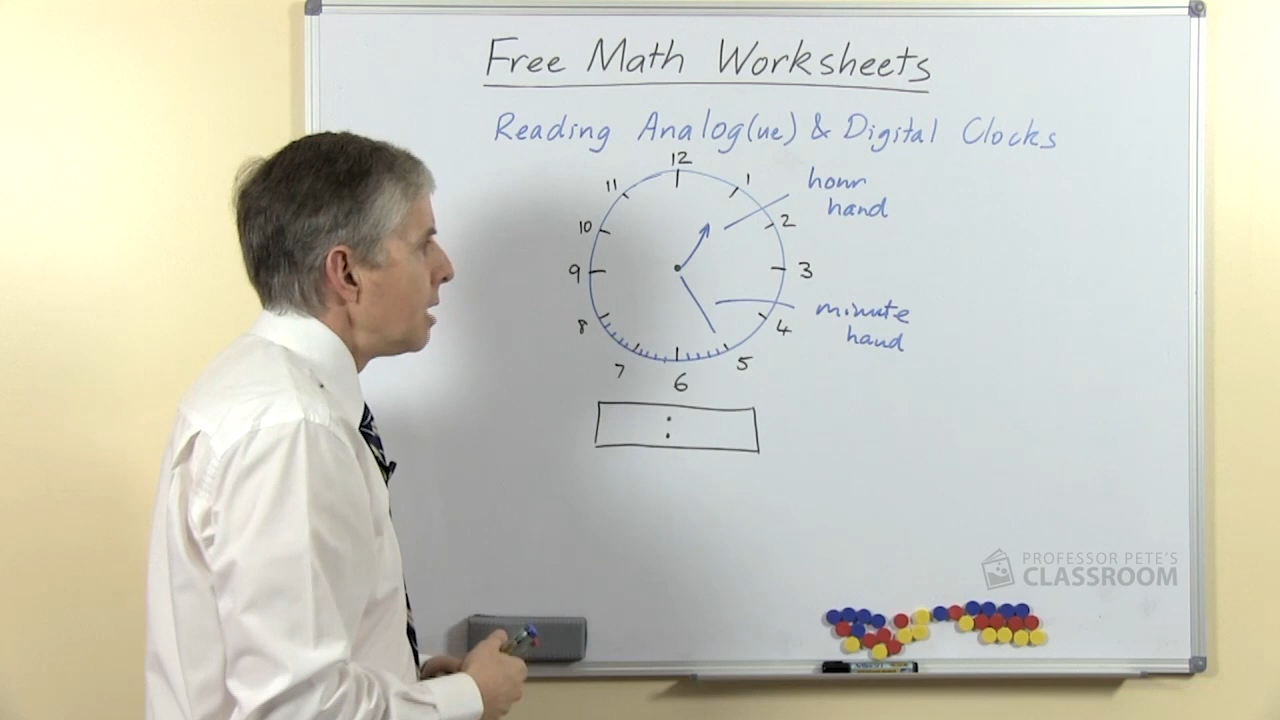 Free Math Worksheets
Reading Analog(ue) & Digital Clocks
12
11
1
hour
hand
10
2
9
3
8
4
minute
hand
7
5
6
:
PROFESSOR PETE'S
CLASSROOM